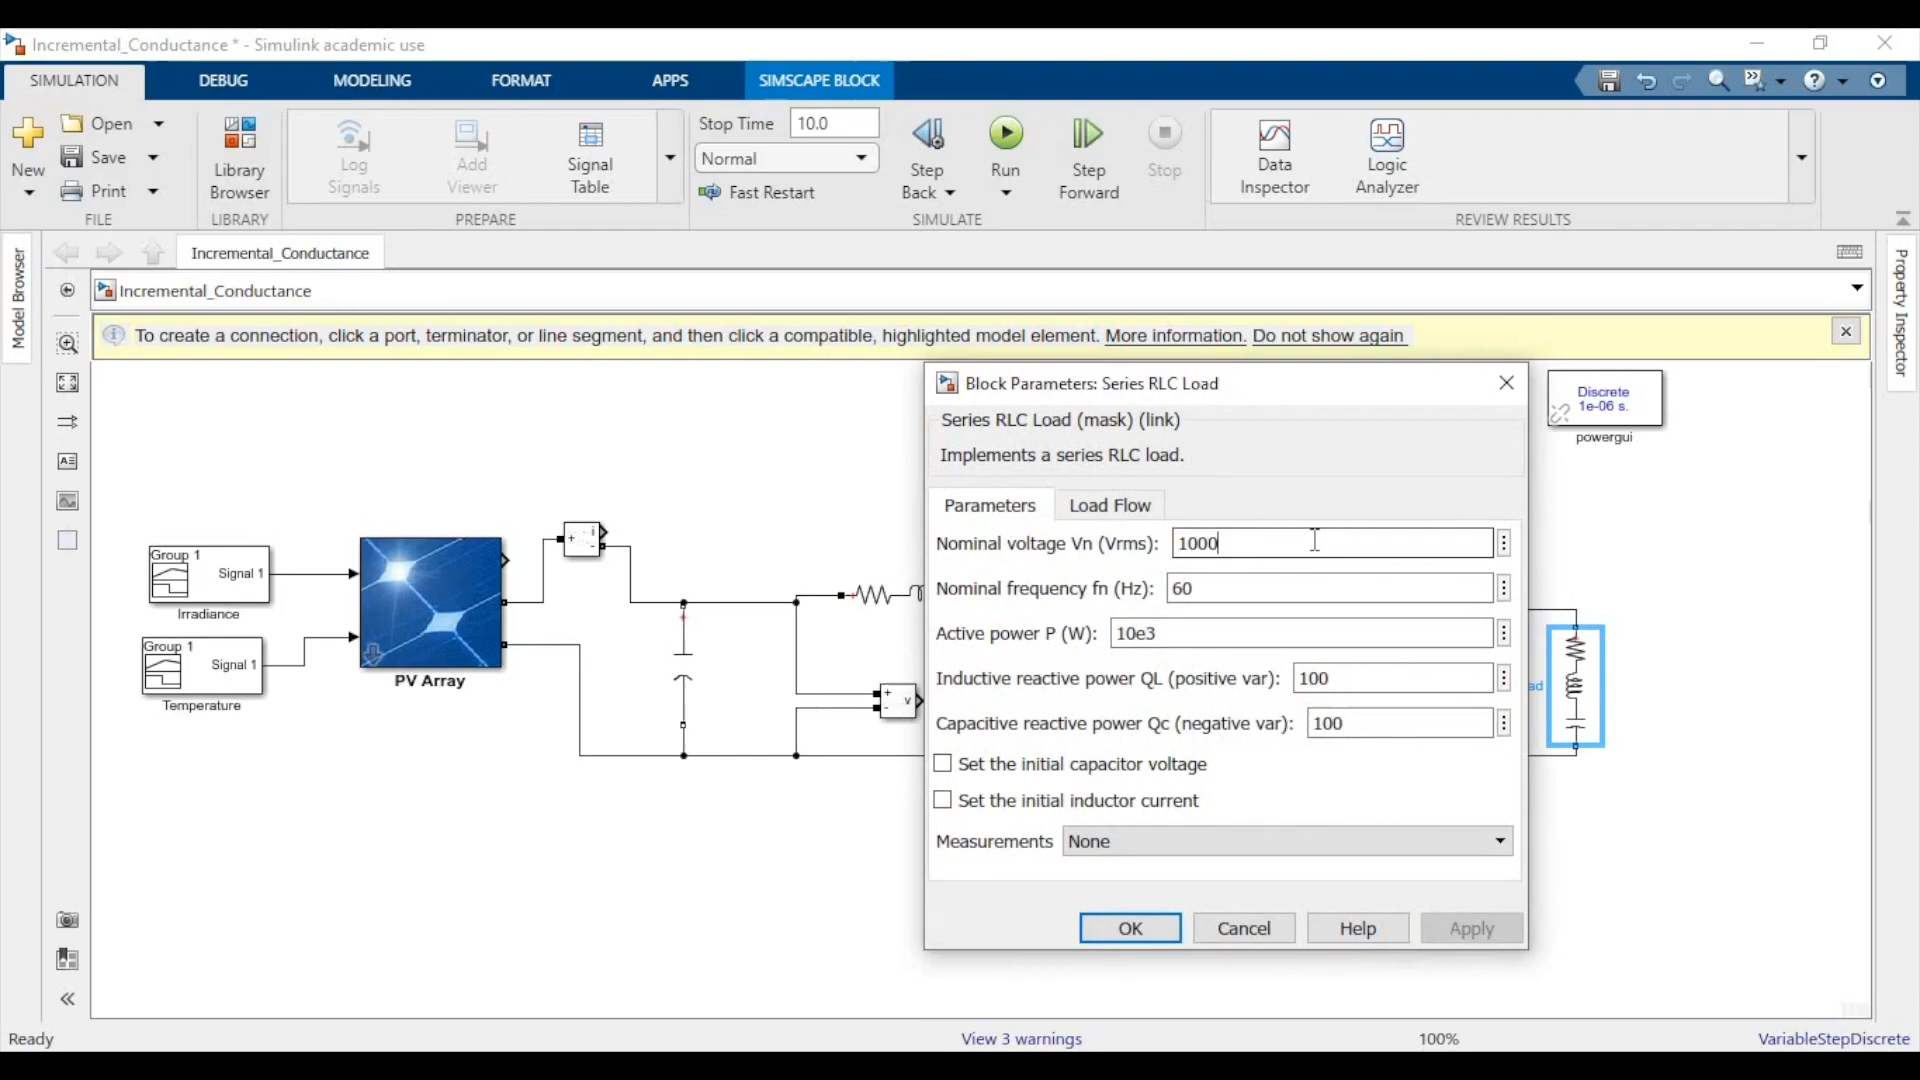 Incremental_Conductance * - Simulink academic use
SIMULATION DEBUG MODELING FORMAT APPS SIMSCAPE BLOCK
New
Open
Save
Print
FILE
Library Browser
LIBRARY
Log Signals
Add Viewer
Signal Table
PREPARE
Stop Time 10.0
Normal
Fast Restart
Step Back
Run
Step Forward
Stop
SIMULATE
Data Inspector
Logic Analyzer
REVIEW RESULTS
Model Browser
Incremental_Conductance
Incremental_Conductance
Property Inspector
To create a connection, click a port, terminator, or line segment, and then click a compatible, highlighted model element. More information. Do not show again
Group 1
Signal 1
Irradiance
Group 1
Signal 1
Temperature
PV Array
i
v
Block Parameters: Series RLC Load
Series RLC Load (mask) (link)
Implements a series RLC load.
Parameters Load Flow
Nominal voltage Vn (Vrms): 1000
Nominal frequency fn (Hz): 60
Active power P (W): 10e3
Inductive reactive power QL (positive var): 100
Capacitive reactive power Qc (negative var): 100
Set the initial capacitor voltage
Set the initial inductor current
Measurements None
OK Cancel Help Apply
Discrete
1e-06 s.
powergui
ad
Ready View 3 warnings 100% VariableStepDiscrete